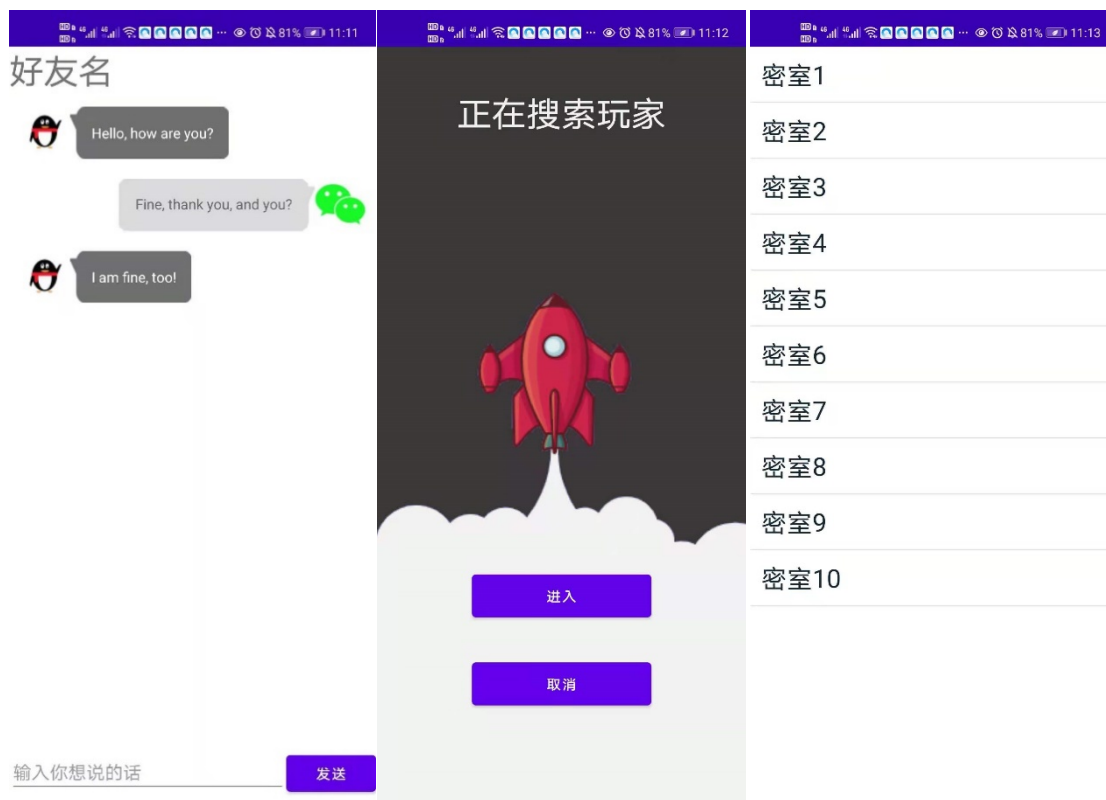 81% 11:11
好友名
Hello, how are you?
Fine, thank you, and you?
I am fine, too!
输入你想说的话
发送
81% 11:12
正在搜索玩家
进入
取消
81% 11:13
密室1
密室2
密室3
密室4
密室5
密室6
密室7
密室8
密室9
密室10